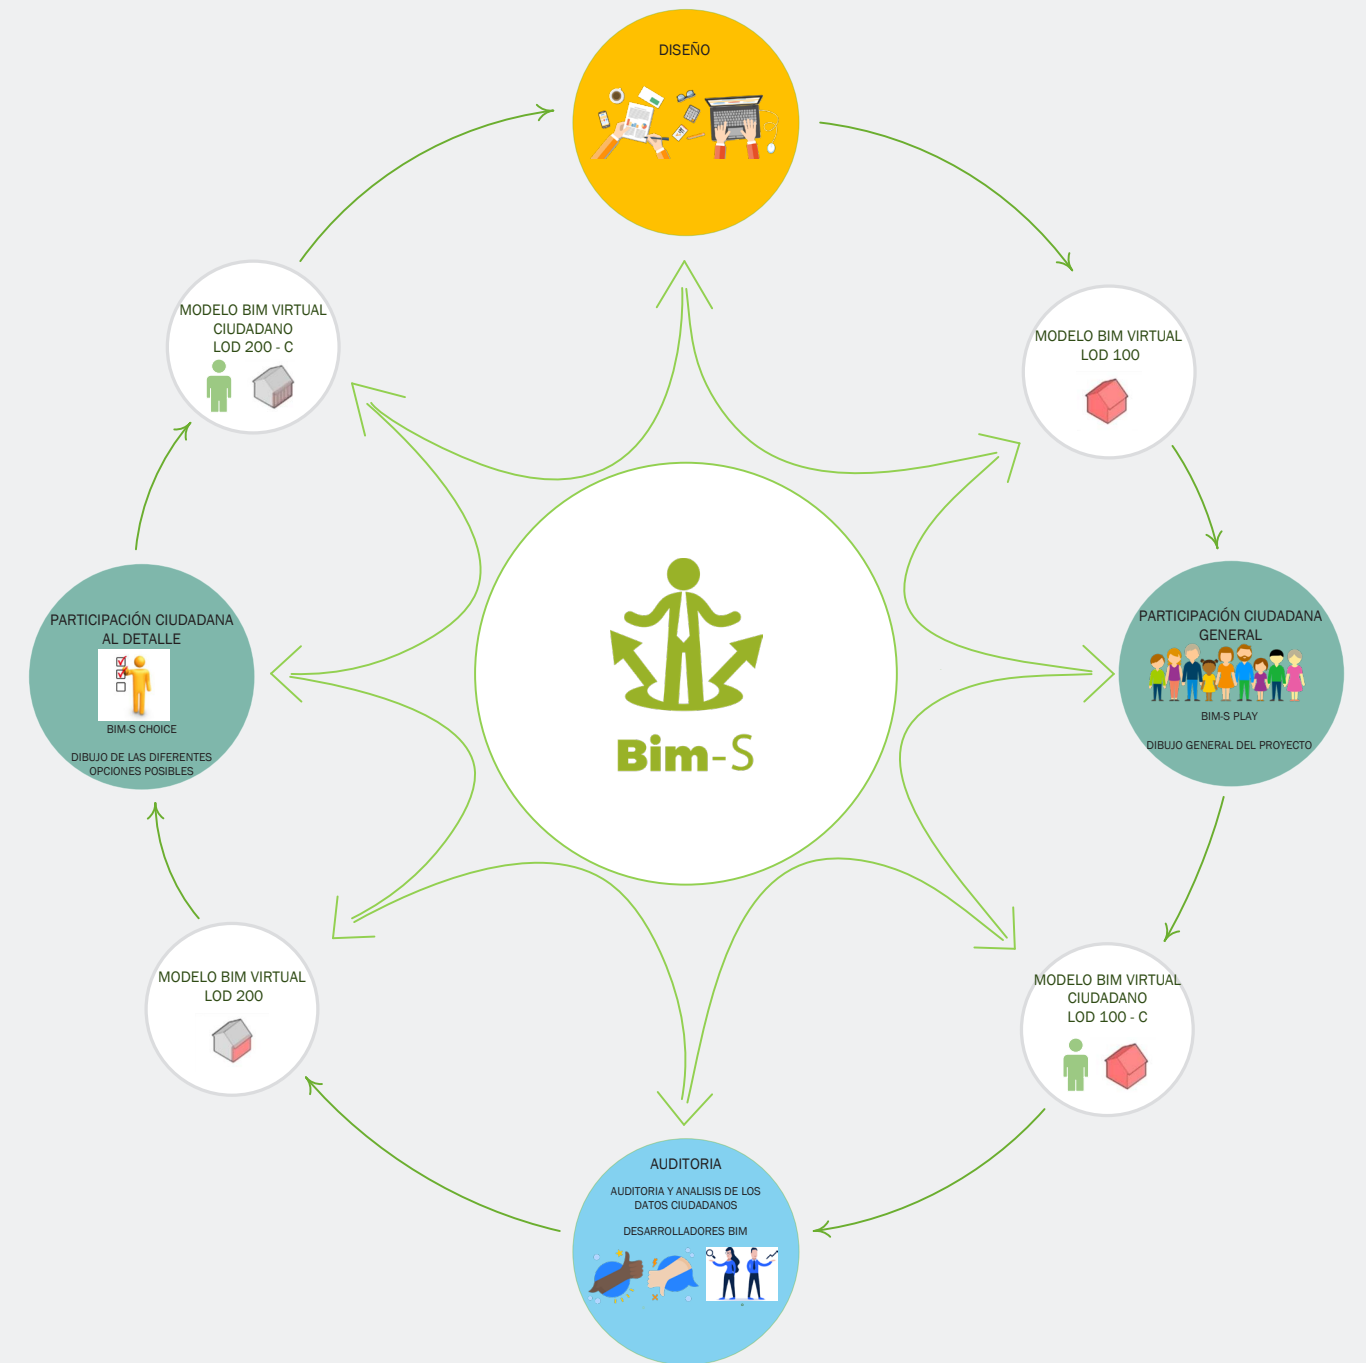 DISEÑO
MODELO BIM VIRTUAL
LOD 100
PARTICIPACIÓN CIUDADANA
GENERAL
BIM-S PLAY
DIBUJO GENERAL DEL PROYECTO
MODELO BIM VIRTUAL
CIUDADANO
LOD 100 - C
AUDITORIA
AUDITORIA Y ANALISIS DE LOS
DATOS CIUDADANOS
DESARROLLADORES BIM
MODELO BIM VIRTUAL
LOD 200
PARTICIPACIÓN CIUDADANA
AL DETALLE
BIM-S CHOICE
DIBUJO DE LAS DIFERENTES
OPCIONES POSIBLES
MODELO BIM VIRTUAL
CIUDADANO
LOD 200 - C
Bim-S